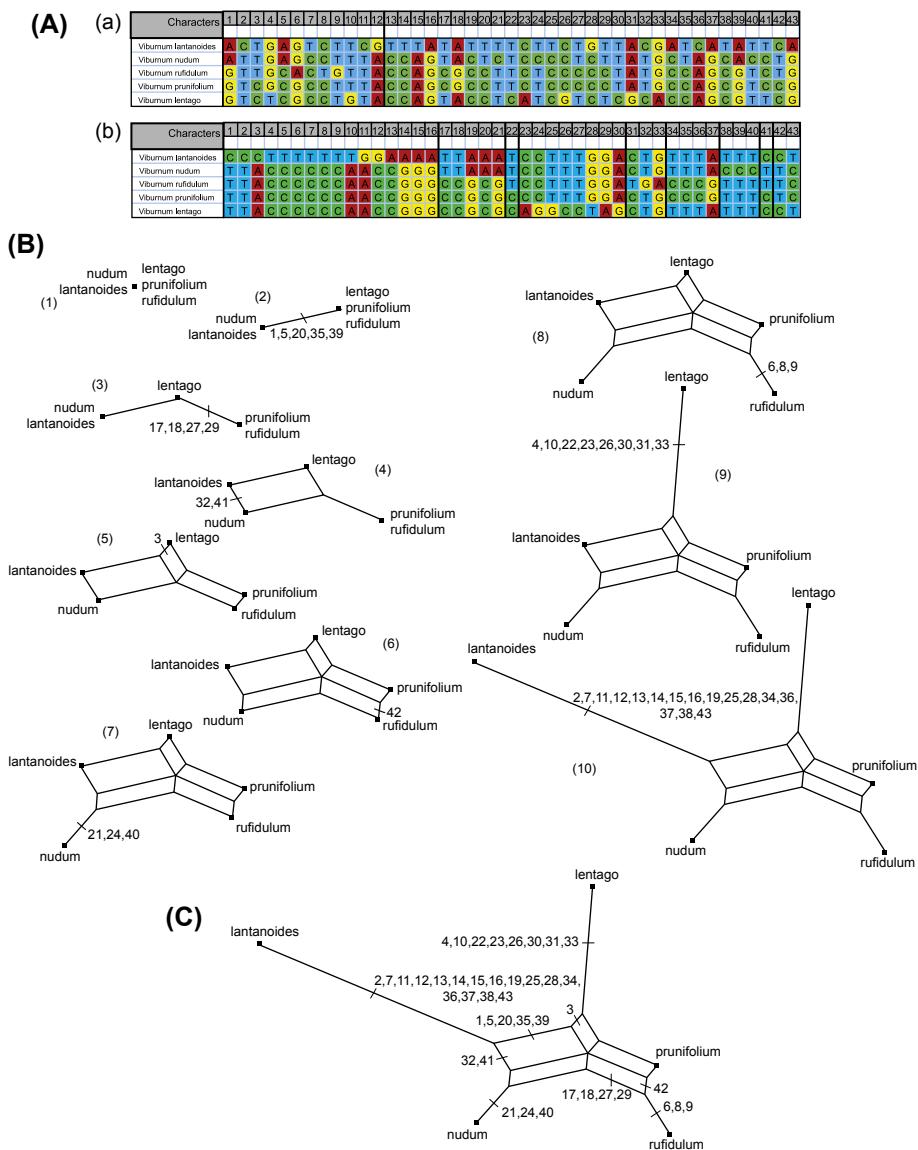 (A)
(a)
Characters 1 2 3 4 5 6 7 8 9 10 11 12 13 14 15 16 17 18 19 20 21 22 23 24 25 26 27 28 29 30 31 32 33 34 35 36 37 38 39 40 41 42 43
Viburnum lantanoides A C T G A G T C T T C G T T T A T A T T T T C T T C T G T T A C G A T C A T A T T C A
Viburnum nudum A T T G A G C C T T T A C C A G T A C T C T C C C C T C T T A T G C T A G C A C C T G
Viburnum rufidulum G T T G C A C T G T T A C C A G C G C C T T C T C C C C C T A T G C C A G C G T C T G
Viburnum prunifolium G T C G C G C C T T T A C C A G C G C C T T C T C C C C C T A T G C C A G C G T C C G
Viburnum lentago G T C T C G C C T G T A C C A G T A C C T C A T C G T C T C G C A C C A G C G T T C G
(b)
Characters 1 2 3 4 5 6 7 8 9 10 11 12 13 14 15 16 17 18 19 20 21 22 23 24 25 26 27 28 29 30 31 32 33 34 35 36 37 38 39 40 41 42 43
Viburnum lantanoides C C C T T T T T T T G G A A A A T T A A A T C C T T T G G A C T G T T T A T T T C C T
Viburnum nudum T T A C C C C C C A A C C G G G T T A A A T C C T T T G G A C T G T T T A C C C T T C
Viburnum rufidulum T T A C C C C C C A A C C G G G C C G C G T C C T T T G G A T G A C C C G T T T T T C
Viburnum prunifolium T T A C C C C C C A A C C G G G C C G C G C C C T T T G G A C T G C C C G T T T T T T
Viburnum lentago T T A C C C C C C A A C C G G G C C G C G C A G G C C T A G C T G T T T A T T T C C T
(B)
nudum lentago
lantanoides prunifolium
(1) rufidulum
(2) lentago
nudum prunifolium
lantanoides rufidulum
1,5,20,35,39
(3) lentago
nudum
lantanoides prunifolium
17,18,27,29 rufidulum
lentago
(4)
lantanoides
32,41
nudum prunifolium
rufidulum
(5) 3 lentago
lantanoides
prunifolium
nudum rufidulum
lentago
(6)
lantanoides
prunifolium
42
nudum rufidulum
(7) lentago
lantanoides
prunifolium
rufidulum
21,24,40
nudum
lentago
lantanoides
prunifolium
(8)
6,8,9
nudum
rufidulum
lentago
4,10,22,23,26,30,31,33
(9)
lantanoides
prunifolium
nudum
rufidulum
lentago
lantanoides
2,7,11,12,13,14,15,16,19,25,28,34,36,
37,38,43
(10)
prunifolium
nudum
rufidulum
(C)
lentago
lantanoides
4,10,22,23,26,30,31,33
2,7,11,12,13,14,15,16,19,25,28,34,
36,37,38,43
1,5,20,35,39 3
32,41
prunifolium
17,18,27,29 42
21,24,40 6,8,9
nudum
rufidulum